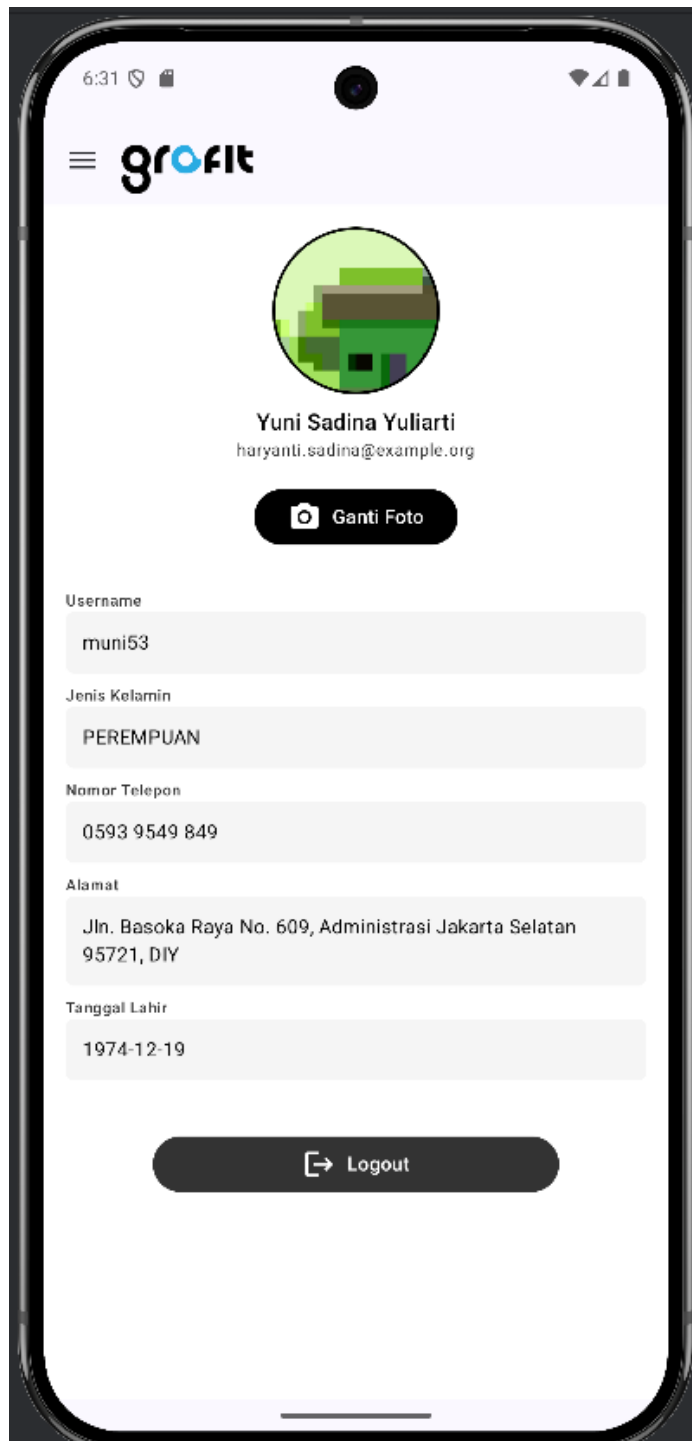 6:31
grofit
Yuni Sadina Yuliarti
haryanti.sadina@example.org
Ganti Foto
Username
muni53
Jenis Kelamin
PEREMPUAN
Nomor Telepon
0593 9549 849
Alamat
Jln. Basoka Raya No. 609, Administrasi Jakarta Selatan
95721, DIY
Tanggal Lahir
1974-12-19
Logout